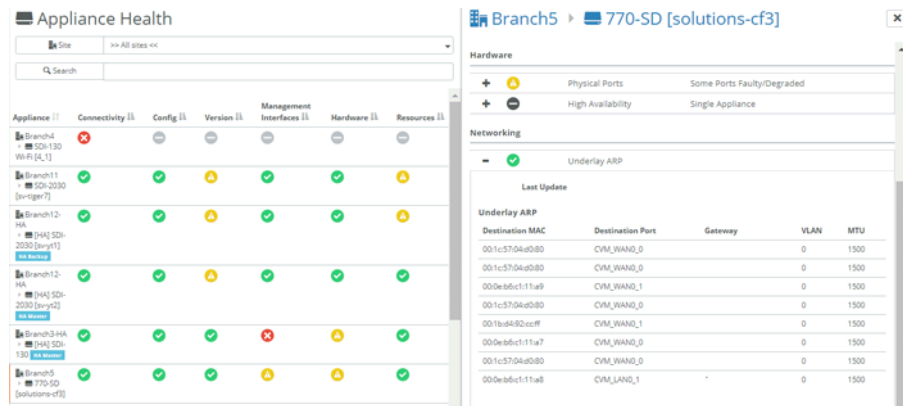 Appliance Health
Site >> All sites <<
Search
Appliance Connectivity Config Version Management Interfaces Hardware Resources
Branch4
SDI-130
Wi-Fi [4_1]
Branch11
SDI-2030
[sv-tiger7]
Branch12-
HA
[HA] SDI-
2030 [sv-yt1]
HA Backup
Branch12-
HA
[HA] SDI-
2030 [sv-yt2]
HA Master
Branch3-HA
[HA] SDI-
130 HA Master
Branch5
770-SD
[solutions-cf3]
Branch5 770-SD [solutions-cf3]
Hardware
Physical Ports Some Ports Faulty/Degraded
High Availability Single Appliance
Networking
Underlay ARP
Last Update
Underlay ARP
Destination MAC Destination Port Gateway VLAN MTU
00:1c:57:04:d0:80 CVM_WAN0_0 0 1500
00:1c:57:04:d0:80 CVM_WAN0_0 0 1500
00:0e:b6:c1:11:a9 CVM_WAN0_1 0 1500
00:1c:57:04:d0:80 CVM_WAN0_0 0 1500
00:1b:d4:92:cc:ff CVM_WAN0_1 0 1500
00:0e:b6:c1:11:a7 CVM_WAN0_0 0 1500
00:1c:57:04:d0:80 CVM_WAN0_0 0 1500
00:0e:b6:c1:11:a8 CVM_LAN0_1 - 0 1500